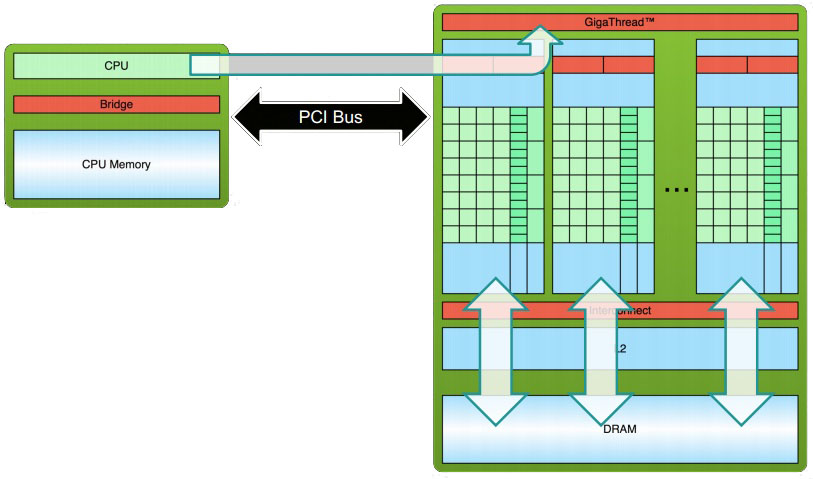 GigaThread™
CPU
Bridge
PCI Bus
CPU Memory
...
Interconnect
L2
DRAM